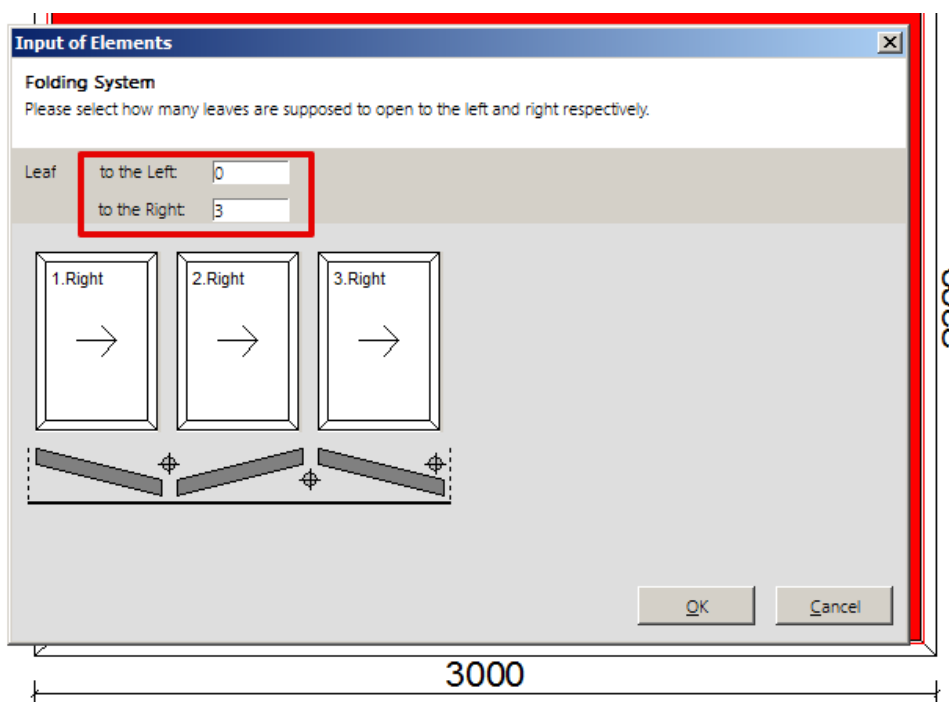 Input of Elements
Folding System
Please select how many leaves are supposed to open to the left and right respectively.
Leaf to the Left: 0
to the Right: 3
1.Right 2.Right 3.Right
OK Cancel
3000